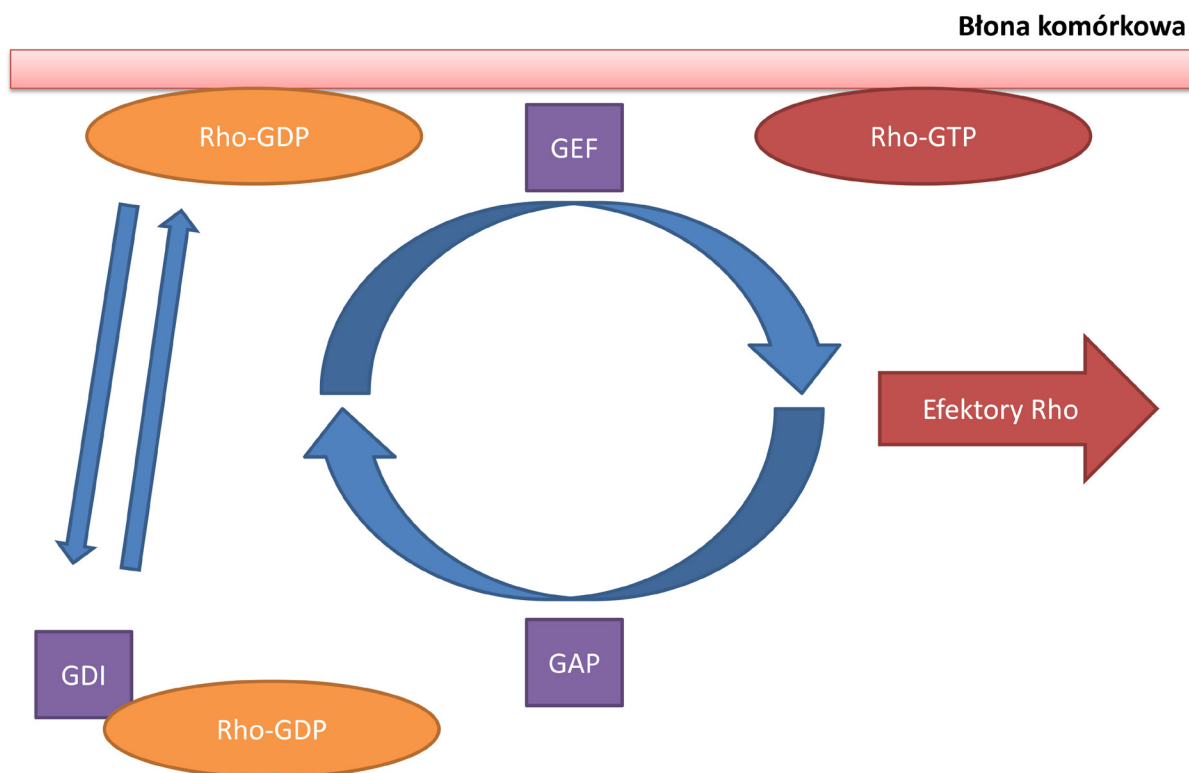 Błona komórkowa
Rho-GDP
GEF
Rho-GTP
Efektory Rho
GAP
GDI
Rho-GDP